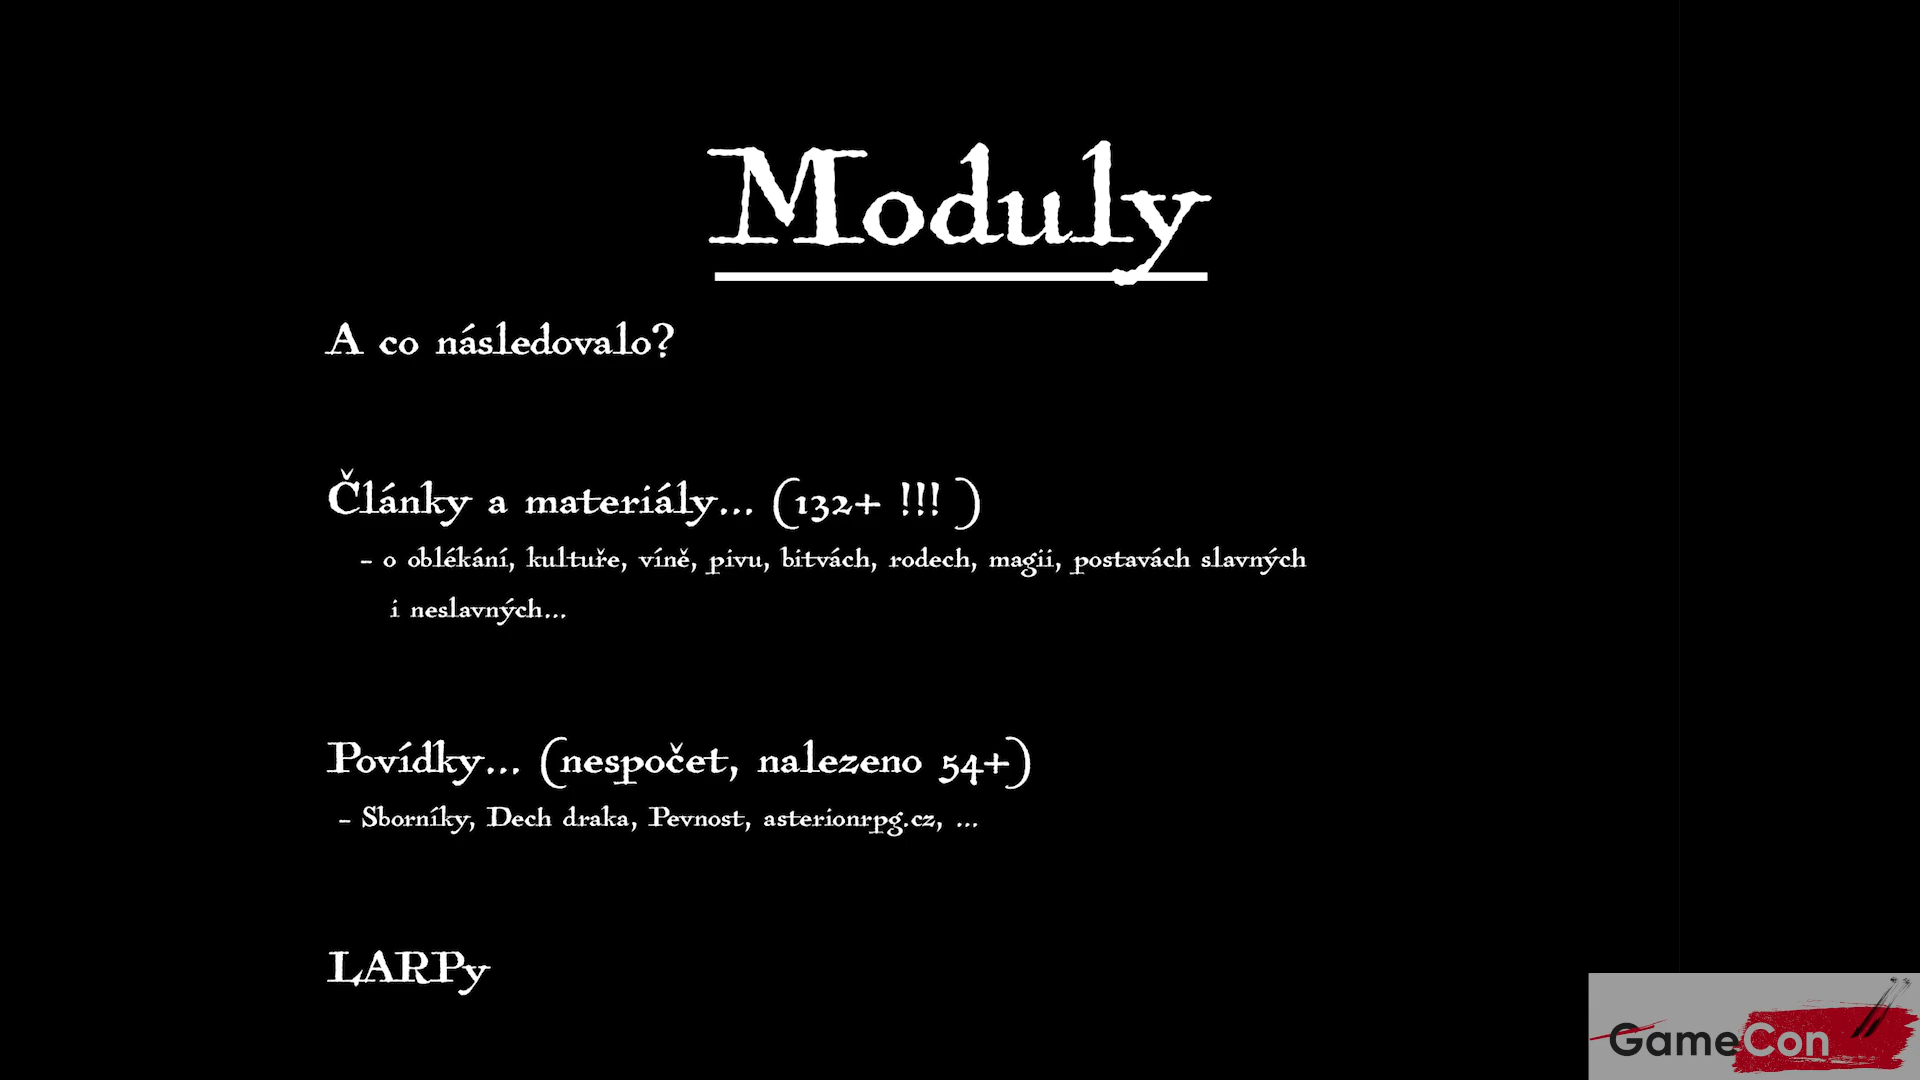 Moduly
A co následovalo?
Články a materiály... (132+ !!! )
- o oblékání, kultuře, víně, pivu, bitvách, rodech, magii, postavách slavných
i neslavných...
Povídky... (nespočet, nalezeno 54+)
- Sborníky, Dech draka, Pevnost, asterionrpg.cz, ...
LARPy
GameCon